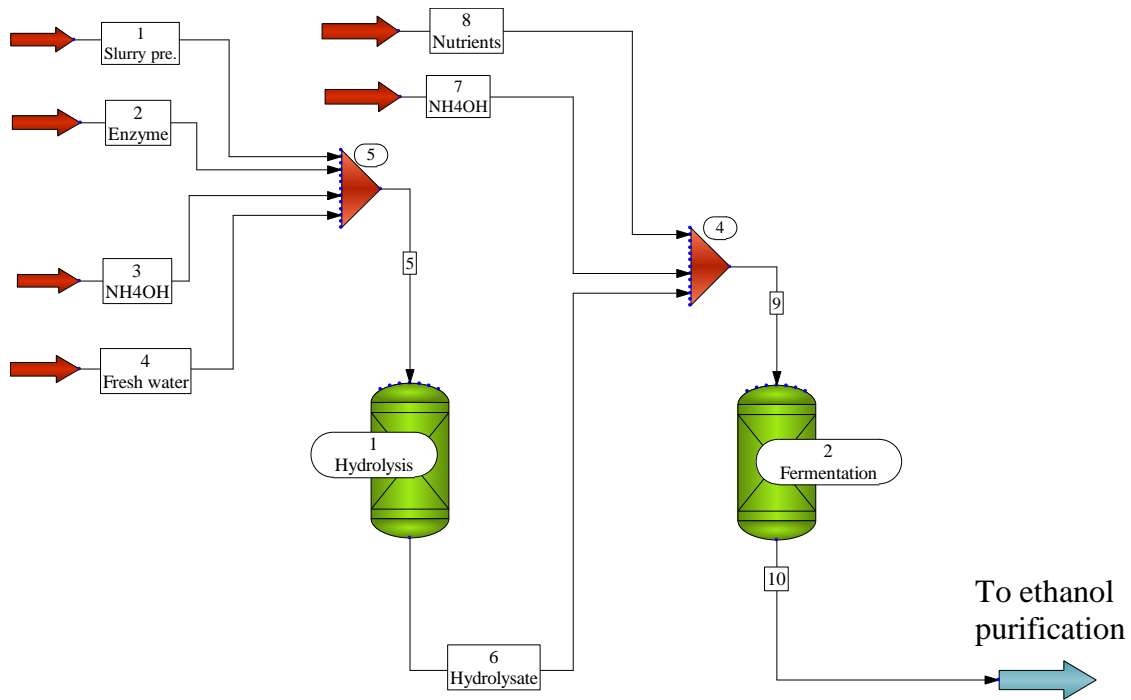 1
Slurry pre.
8
Nutrients
7
NH4OH
2
Enzyme
5
4
3
NH4OH
5
9
4
Fresh water
1
Hydrolysis
2
Fermentation
10
To ethanol
purification
6
Hydrolysate